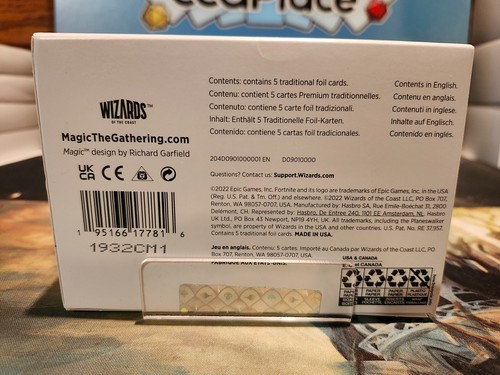 WIZARDS™
OF THE COAST
MagicTheGathering.com
Magic™ design by Richard Garfield
UK
CA
CE
1 95166 17781 6
1932CM1
Contents: contains 5 traditional foil cards.
Contenu: contient 5 cartes Premium traditionnelles.
Contenuto: contiene 5 carte foil tradizionali.
Inhalt: Enthält 5 Traditionelle Foil-Karten.
Contenido: contiene 5 cartas foil tradicionales.
Contents in English.
Contenu en anglais.
Contenuti in inglese.
Inhalte auf Englisch.
Contenido en inglés.
204D0901000001 EN D09010000
Questions? Contact us: Support.Wizards.com
©2022 Epic Games, Inc. Fortnite and its logo are trademarks of Epic Games, Inc. in the USA
(Reg. U.S. Pat. & Tm. Off.) and elsewhere. ©2022 Wizards of the Coast LLC, PO Box 707,
Renton, WA 98057-0707, USA. Manufactured by: Hasbro SA, Rue Emile-Boéchat 31, 2800
Delémont, CH. Represented by: Hasbro, De Entree 240, 1101 EE Amsterdam, NL. Hasbro
UK Ltd., PO Box 43 Newport, NP19 4YH, UK. All trademarks, including the Planeswalker
symbol, are property of Wizards in the USA and other countries. U.S. Pat. No. RE 37,957.
Contains 5 traditional foil cards. MADE IN USA.
Jeu en anglais. Contenu: 5 cartes. Importé au Canada par Wizards of the Coast LLC, PO
Box 707, Renton, WA 98057-0707, USA.
FABRIQUÉ AUX ÉTATS-UNIS.
USA & CANADA
É.-U. et CANADA